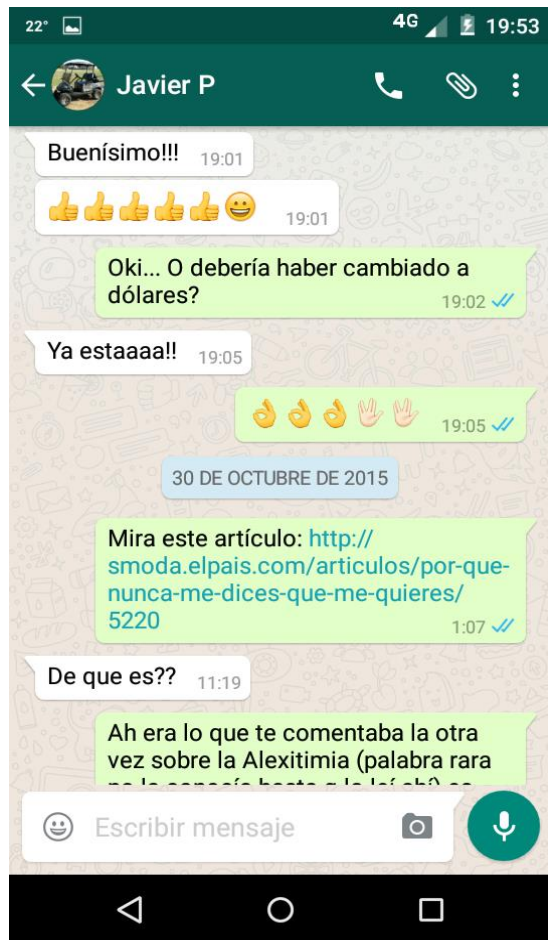 22°
4G
19:53
Javier P
Buenísimo!!! 19:01
👍👍👍👍👍😀 19:01
Oki... O debería haber cambiado a
dólares? 19:02
Ya estaaaa!! 19:05
👌👌👌🖖🏻🖖🏻 19:05
30 DE OCTUBRE DE 2015
Mira este artículo: http://
smoda.elpais.com/articulos/por-que-
nunca-me-dices-que-me-quieres/
5220 1:07
De que es?? 11:19
Ah era lo que te comentaba la otra
vez sobre la Alexitimia (palabra rara
Escribir mensaje